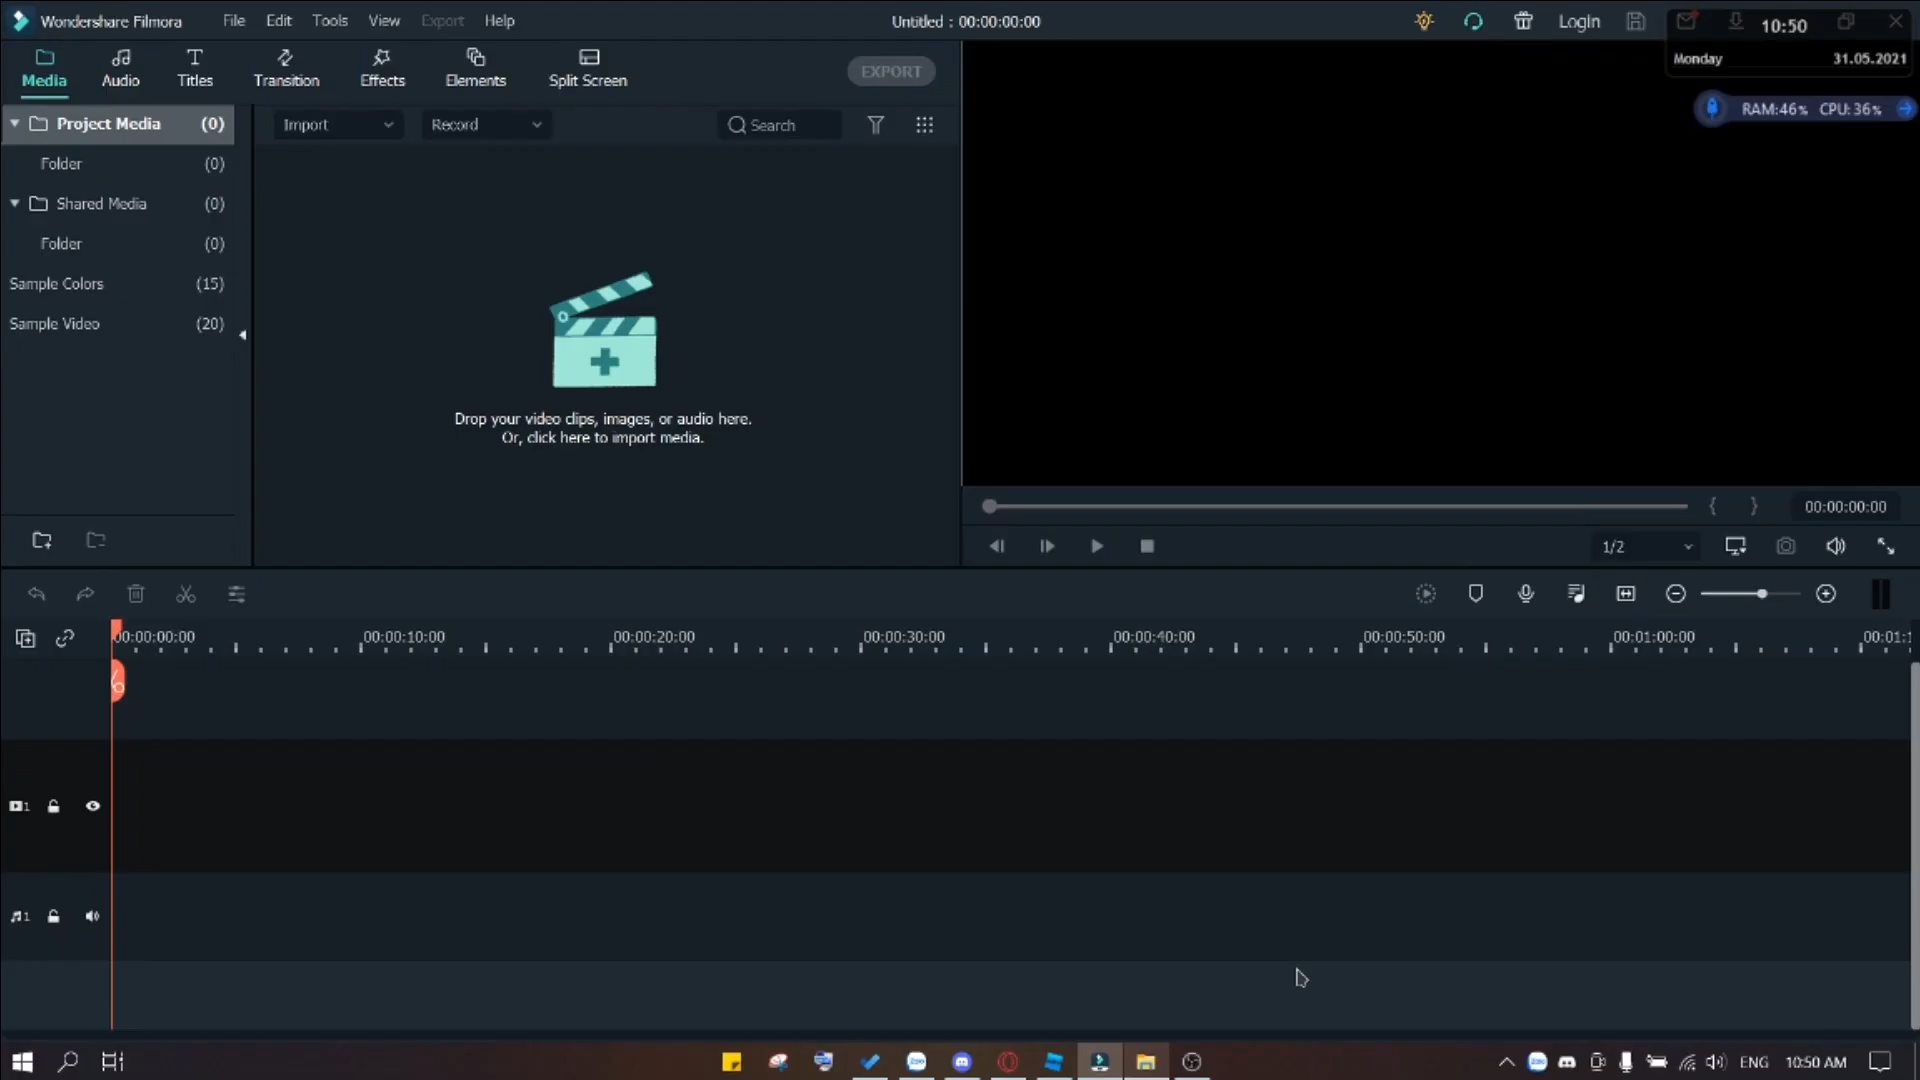 Wondershare Filmora File Edit Tools View Export Help Untitled : 00:00:00:00 LogIn 10:50
Monday 31.05.2021
RAM:46% CPU:36%
Media Audio Titles Transition Effects Elements Split Screen EXPORT
Project Media (0)
Import Record Search
Folder (0)
Shared Media (0)
Folder (0)
Sample Colors (15)
Sample Video (20)
Drop your video clips, images, or audio here.
Or, click here to import media.
{ } 00:00:00:00
1/2
00:00:00:00 00:00:10:00 00:00:20:00 00:00:30:00 00:00:40:00 00:00:50:00 00:01:00:00 00:01:1
1
1
ENG 10:50 AM